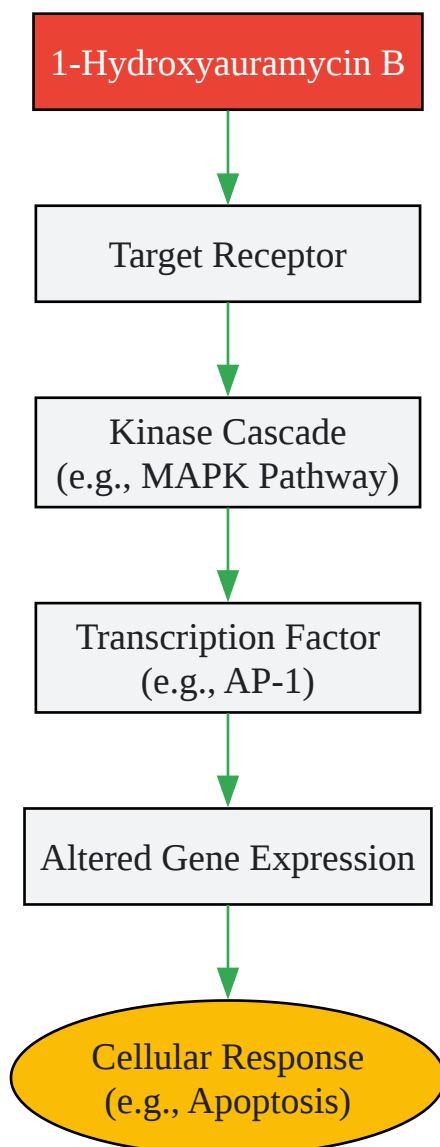 1-Hydroxyauramycin B
Target Receptor
Kinase Cascade
(e.g., MAPK Pathway)
Transcription Factor
(e.g., AP-1)
Altered Gene Expression
Cellular Response
(e.g., Apoptosis)